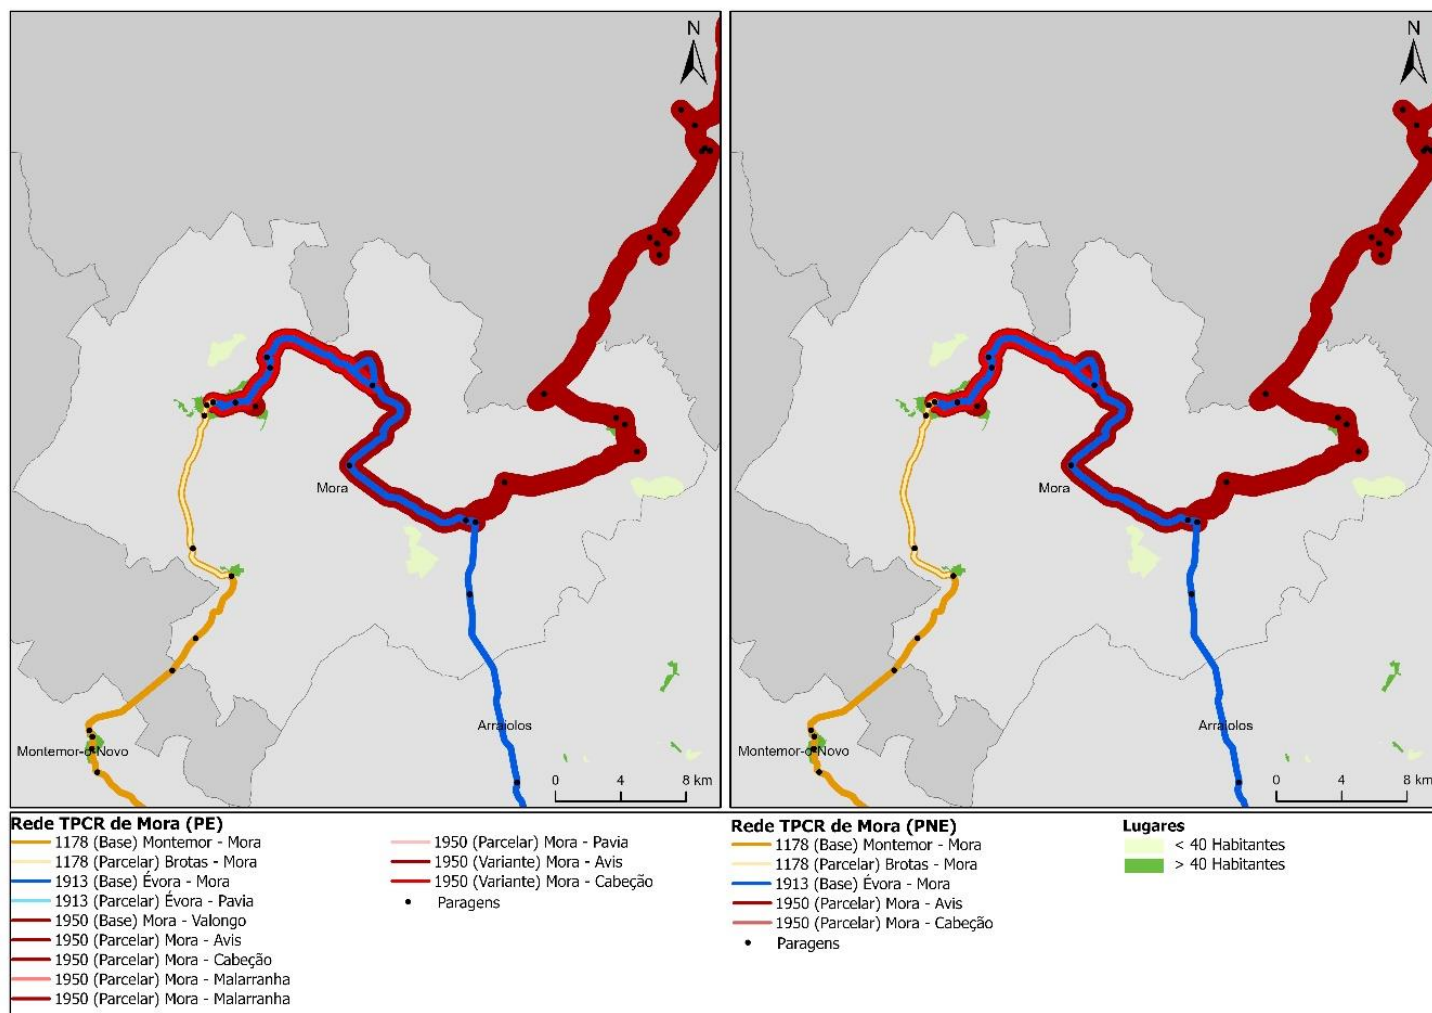 N
Mora
Arraiolos
Montemor-o-Novo
0 4 8 km
N
Mora
Arraiolos
Montemor-o-Novo
0 4 8 km
Rede TPCR de Mora (PE)
1178 (Base) Montemor - Mora
1178 (Parcelar) Brotas - Mora
1913 (Base) Évora - Mora
1913 (Parcelar) Évora - Pavia
1950 (Base) Mora - Valongo
1950 (Parcelar) Mora - Avis
1950 (Parcelar) Mora - Cabeção
1950 (Parcelar) Mora - Malarranha
1950 (Parcelar) Mora - Malarranha
1950 (Parcelar) Mora - Pavia
1950 (Variante) Mora - Avis
1950 (Variante) Mora - Cabeção
Paragens
Rede TPCR de Mora (PNE)
1178 (Base) Montemor - Mora
1178 (Parcelar) Brotas - Mora
1913 (Base) Évora - Mora
1950 (Parcelar) Mora - Avis
1950 (Parcelar) Mora - Cabeção
Paragens
Lugares
< 40 Habitantes
> 40 Habitantes